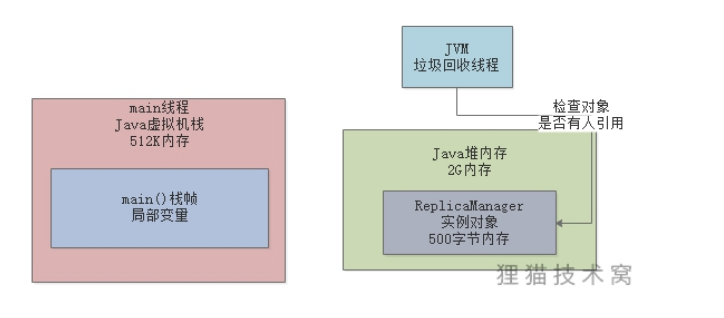 main线程
Java虚拟机栈
512K内存
main()栈帧
局部变量
JVM
垃圾回收线程
检查对象
是否有人引用
Java堆内存
2G内存
ReplicaManager
实例对象
500字节内存
狸猫技术窝